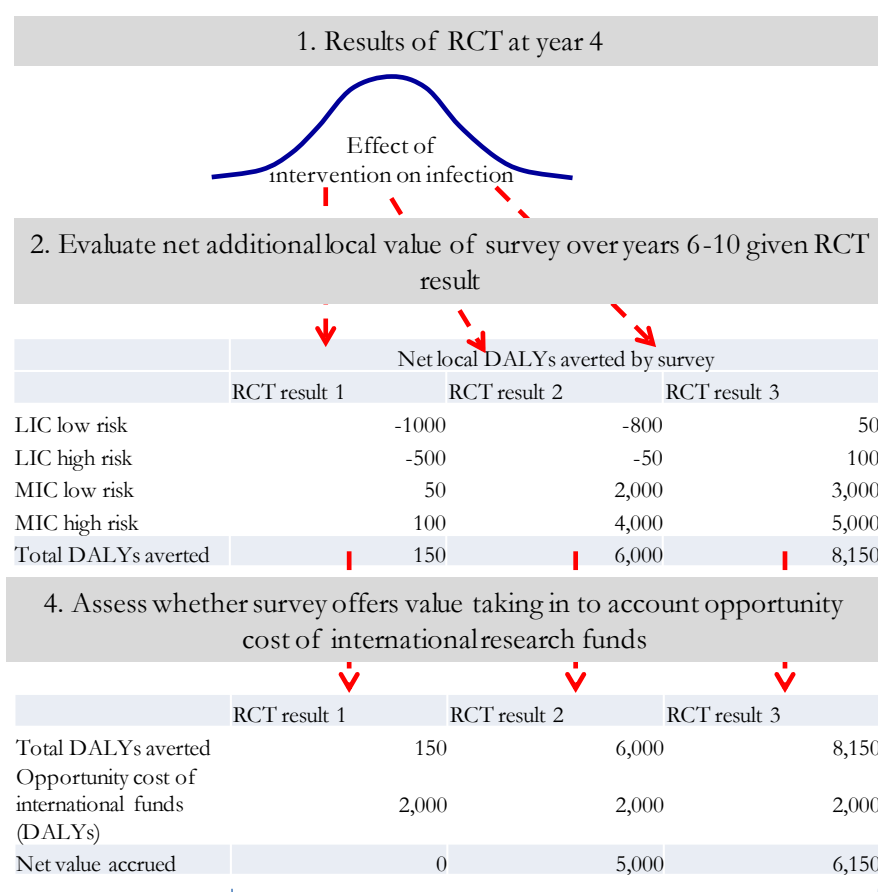 1. Results of RCT at year 4
Effect of
intervention on infection
2. Evaluate net additional local value of survey over years 6-10 given RCT
result
Net local DALYs averted by survey
RCT result 1 RCT result 2 RCT result 3
LIC low risk -1000 -800 50
LIC high risk -500 -50 100
MIC low risk 50 2,000 3,000
MIC high risk 100 4,000 5,000
Total DALYs averted 150 6,000 8,150
4. Assess whether survey offers value taking in to account opportunity
cost of international research funds
RCT result 1 RCT result 2 RCT result 3
Total DALYs averted 150 6,000 8,150
Opportunity cost of
international funds 2,000 2,000 2,000
(DALYs)
Net value accrued 0 5,000 6,150